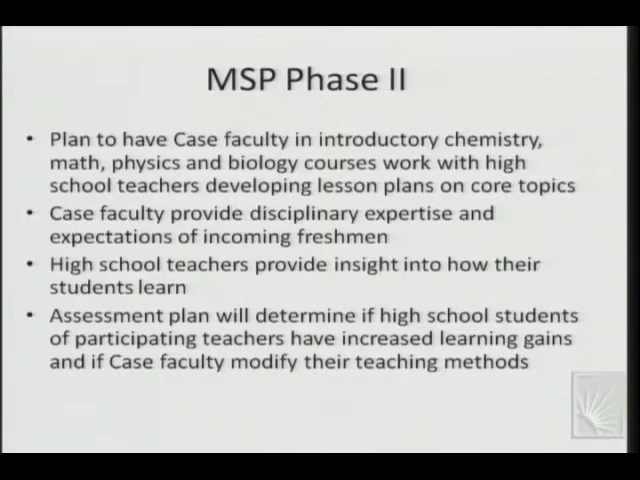 MSP Phase II
• Plan to have Case faculty in introductory chemistry,
math, physics and biology courses work with high
school teachers developing lesson plans on core topics
• Case faculty provide disciplinary expertise and
expectations of incoming freshmen
• High school teachers provide insight into how their
students learn
• Assessment plan will determine if high school students
of participating teachers have increased learning gains
and if Case faculty modify their teaching methods